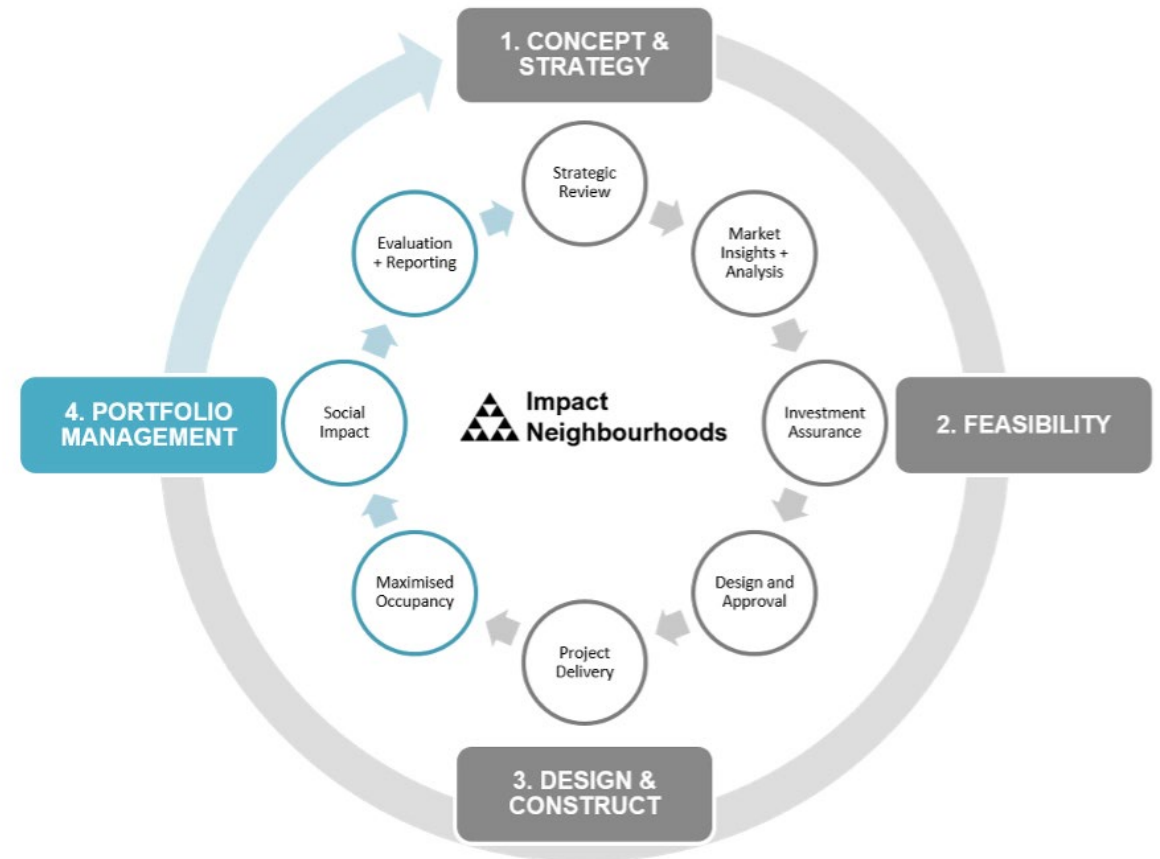 1. CONCEPT &
STRATEGY
Strategic
Review
Market
Insights +
Analysis
Investment
Assurance
2. FEASIBILITY
Design and
Approval
Project
Delivery
3. DESIGN &
CONSTRUCT
Maximised
Occupancy
Social
Impact
4. PORTFOLIO
MANAGEMENT
Evaluation
+ Reporting
Impact
Neighbourhoods